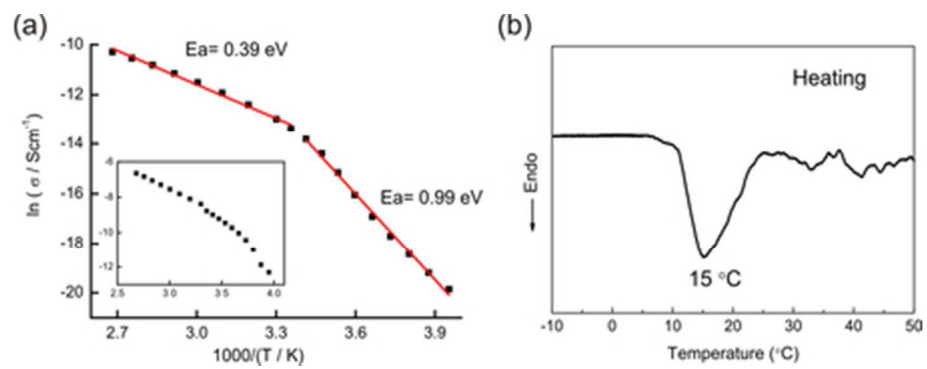 (a)
-10
-12
-14
-16
-18
-20
ln ( σ / Scm⁻¹)
Ea= 0.39 eV
Ea= 0.99 eV
-6
-8
-10
-12
2.5 3.0 3.5 4.0
2.7 3.0 3.3 3.6 3.9
1000/(T / K)
(b)
Heating
Endo
15 °C
-10 0 10 20 30 40 50
Temperature (°C)